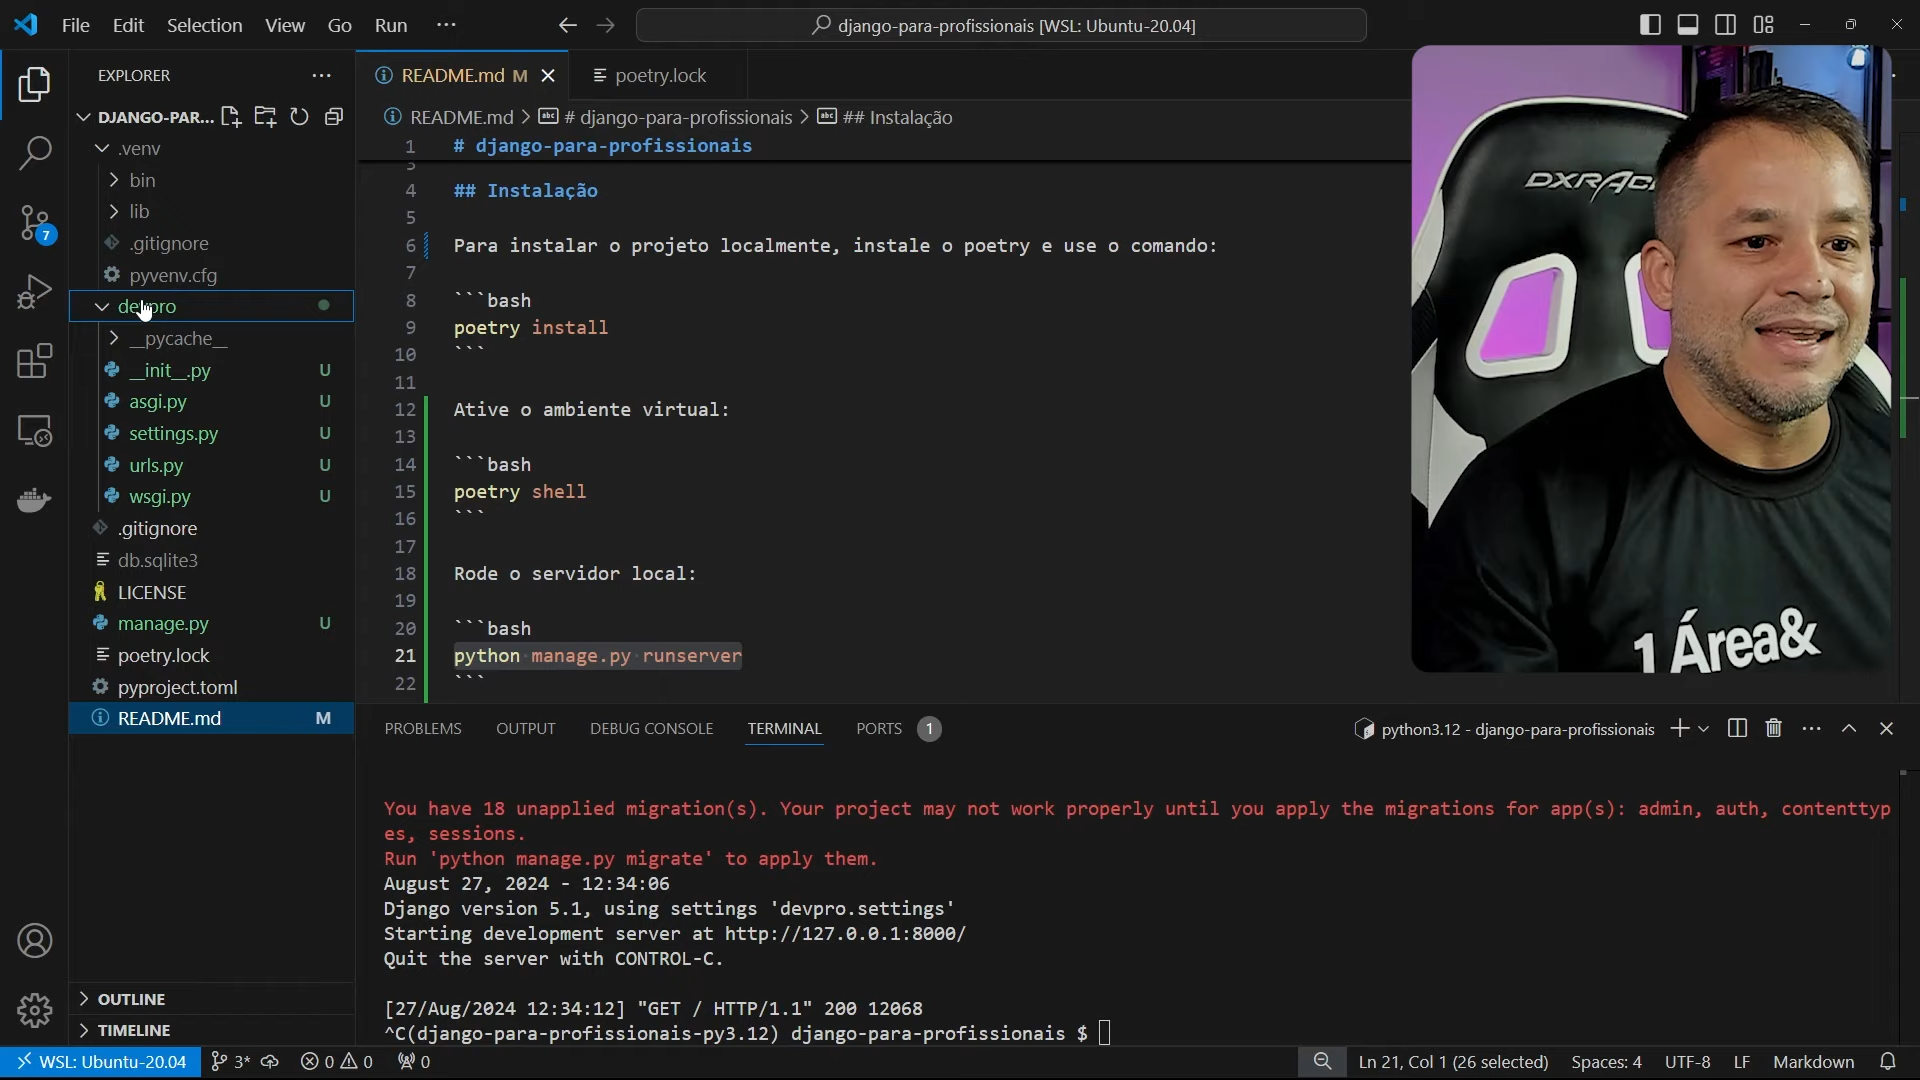 File Edit Selection View Go Run ···
django-para-profissionais [WSL: Ubuntu-20.04]
EXPLORER
DJANGO-PAR...
.venv
bin
lib
.gitignore
pyvenv.cfg
devpro
__pycache__
__init__.py U
asgi.py U
settings.py U
urls.py U
wsgi.py U
.gitignore
db.sqlite3
LICENSE
manage.py U
poetry.lock
pyproject.toml
README.md M
OUTLINE
TIMELINE
7
README.md M
poetry.lock
README.md > # django-para-profissionais > ## Instalação
1 # django-para-profissionais
3
4 ## Instalação
5
6 Para instalar o projeto localmente, instale o poetry e use o comando:
7
8 ```bash
9 poetry install
10 ```
11
12 Ative o ambiente virtual:
13
14 ```bash
15 poetry shell
16 ```
17
18 Rode o servidor local:
19
20 ```bash
21 python manage.py runserver
22 ```
DXRAC
1 Área&
PROBLEMS OUTPUT DEBUG CONSOLE TERMINAL PORTS 1
python3.12 - django-para-profissionais
You have 18 unapplied migration(s). Your project may not work properly until you apply the migrations for app(s): admin, auth, contenttyp
es, sessions.
Run 'python manage.py migrate' to apply them.
August 27, 2024 - 12:34:06
Django version 5.1, using settings 'devpro.settings'
Starting development server at http://127.0.0.1:8000/
Quit the server with CONTROL-C.
[27/Aug/2024 12:34:12] "GET / HTTP/1.1" 200 12068
^C(django-para-profissionais-py3.12) django-para-profissionais $
WSL: Ubuntu-20.04 3* 0 0 0 Ln 21, Col 1 (26 selected) Spaces: 4 UTF-8 LF Markdown